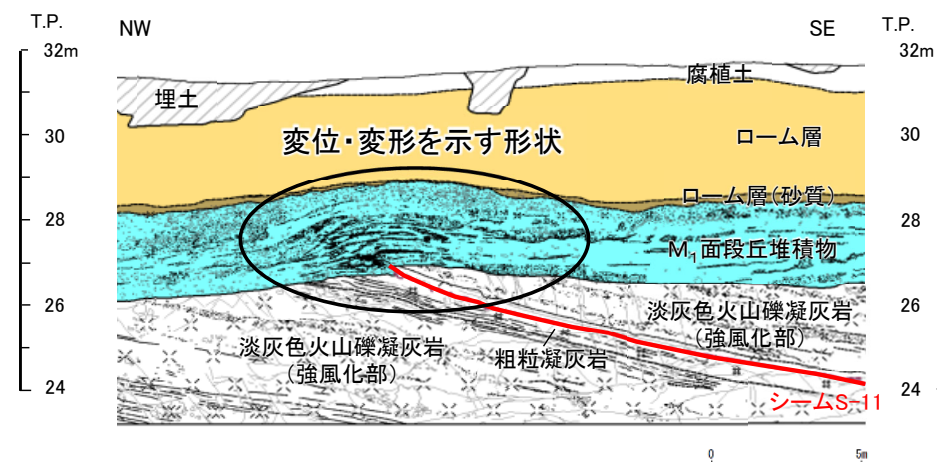 T.P.
NW
SE
T.P.
32m
32m
腐植土
埋土
30
変位・変形を示す形状
ローム層
30
ローム層(砂質)
28
28
M₁面段丘堆積物
26
淡灰色火山礫凝灰岩
(強風化部)
26
淡灰色火山礫凝灰岩
(強風化部)
粗粒凝灰岩
24
シームS-11
24
0
5m